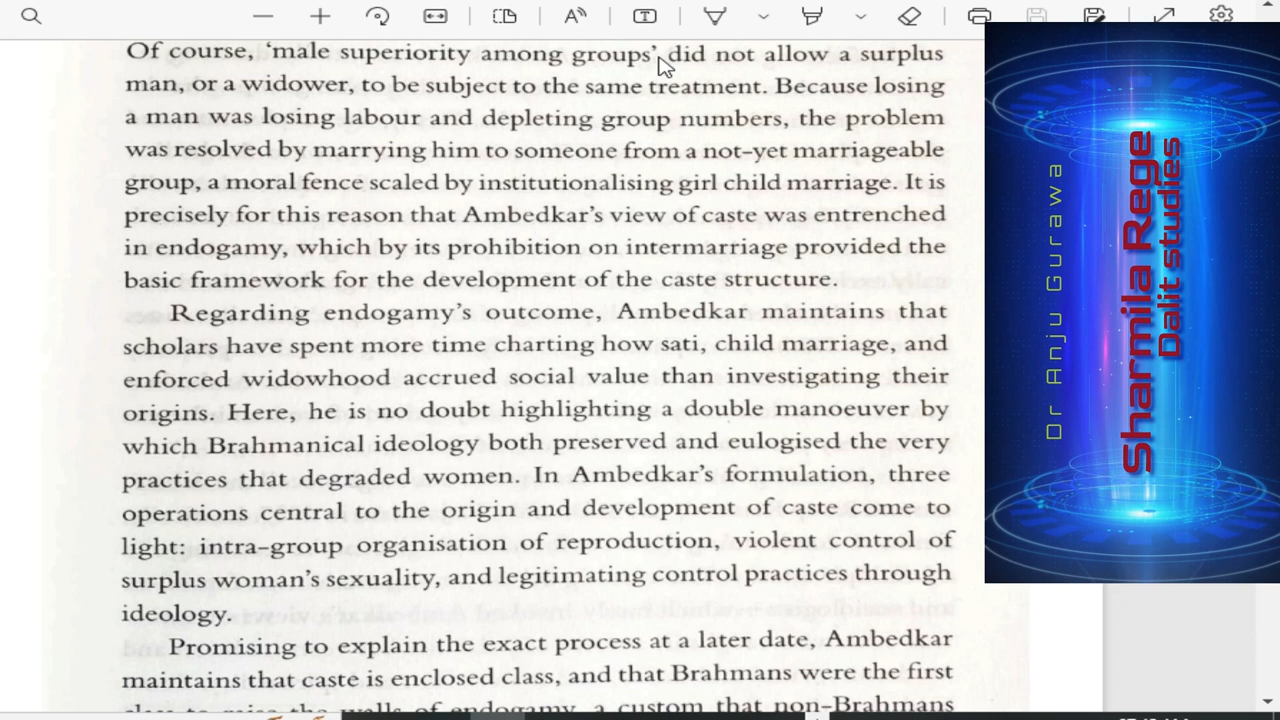 Of course, ‘male superiority among groups’ did not allow a surplus
man, or a widower, to be subject to the same treatment. Because losing
a man was losing labour and depleting group numbers, the problem
was resolved by marrying him to someone from a not-yet marriageable
group, a moral fence scaled by institutionalising girl child marriage. It is
precisely for this reason that Ambedkar’s view of caste was entrenched
in endogamy, which by its prohibition on intermarriage provided the
basic framework for the development of the caste structure.
Regarding endogamy’s outcome, Ambedkar maintains that
scholars have spent more time charting how sati, child marriage, and
enforced widowhood accrued social value than investigating their
origins. Here, he is no doubt highlighting a double manoeuver by
which Brahmanical ideology both preserved and eulogised the very
practices that degraded women. In Ambedkar’s formulation, three
operations central to the origin and development of caste come to
light: intra-group organisation of reproduction, violent control of
surplus woman’s sexuality, and legitimating control practices through
ideology.
Promising to explain the exact process at a later date, Ambedkar
maintains that caste is enclosed class, and that Brahmans were the first
walls of endogamy, a custom that non-Brahmans
Dr Anju Gurawa
Sharmila Rege
Dalit studies